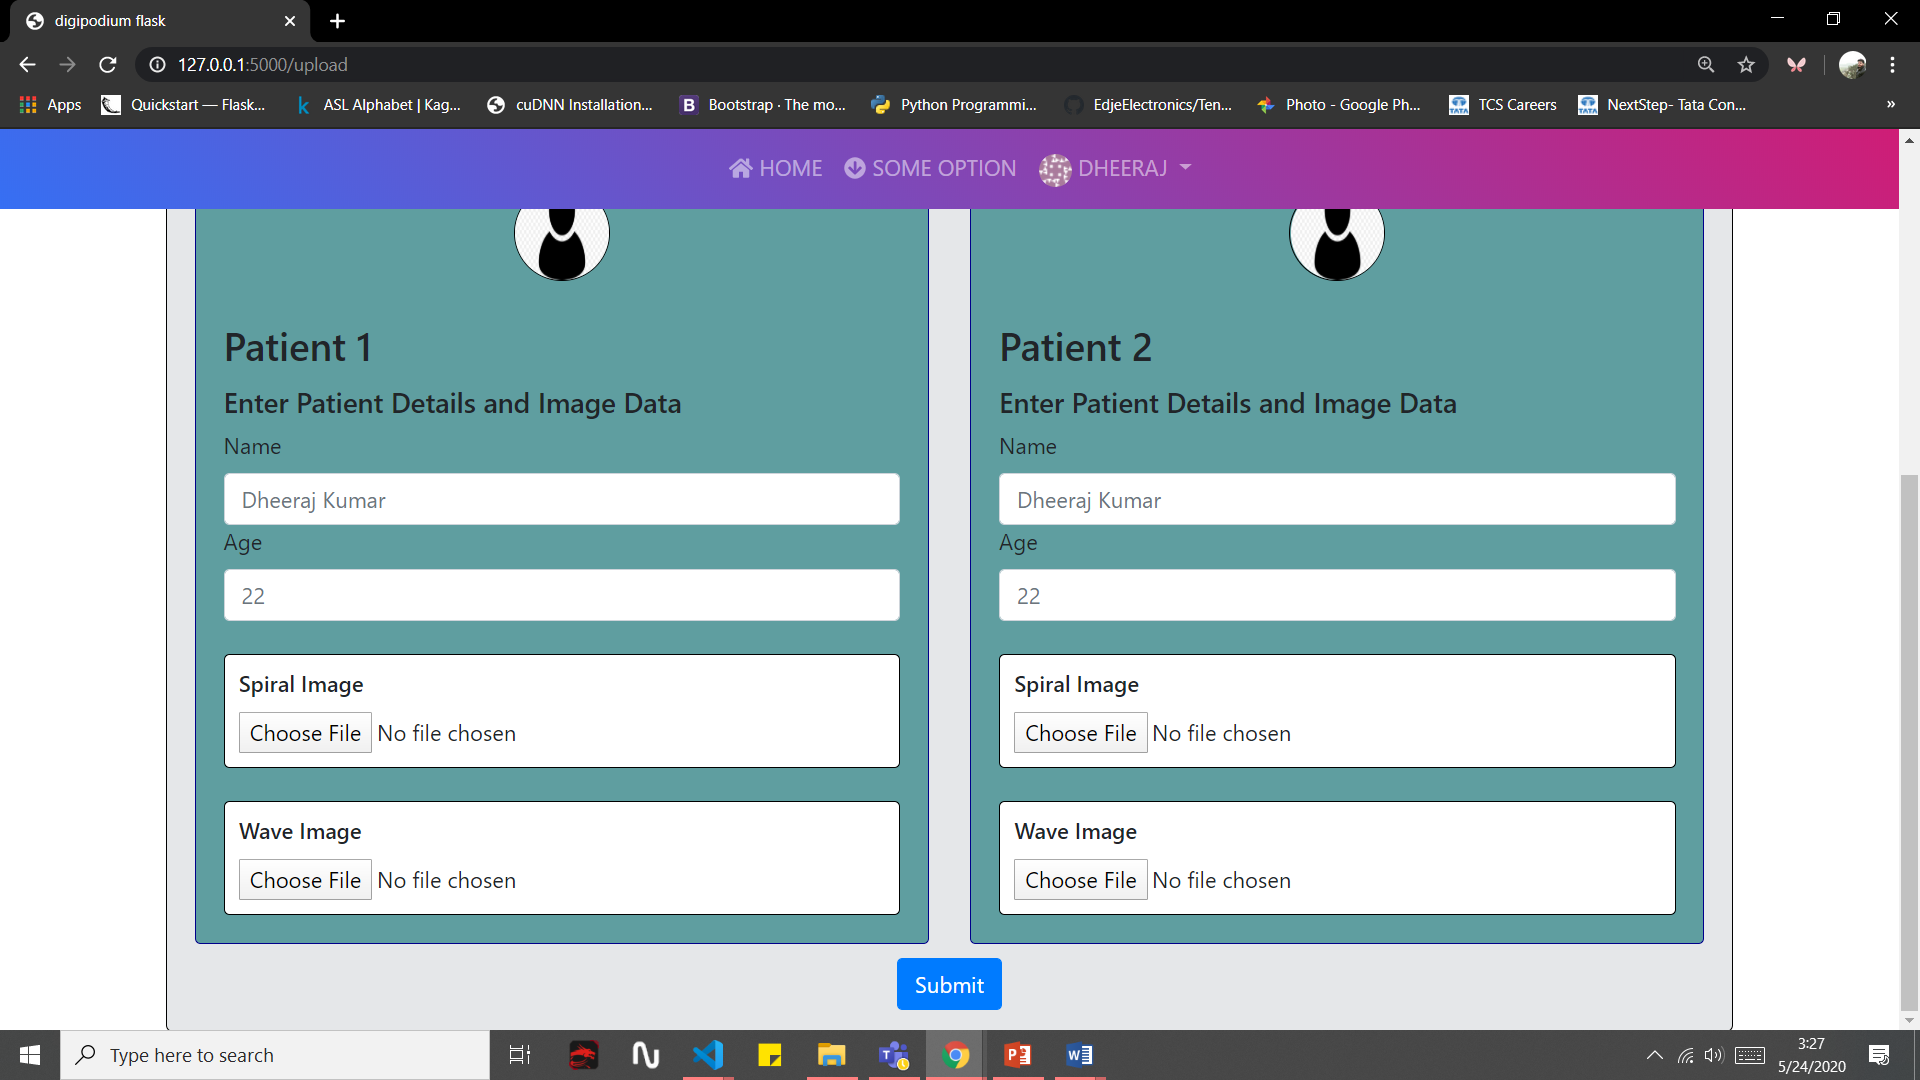 digipodium flask
127.0.0.1:5000/upload
Apps
Quickstart — Flask...
ASL Alphabet | Kag...
cuDNN Installation...
Bootstrap · The mo...
Python Programmi...
EdjeElectronics/Ten...
Photo - Google Ph...
TCS Careers
NextStep- Tata Con...
HOME
SOME OPTION
DHEERAJ
Patient 1
Enter Patient Details and Image Data
Name
Dheeraj Kumar
Age
22
Spiral Image
Choose File No file chosen
Wave Image
Choose File No file chosen
Patient 2
Enter Patient Details and Image Data
Name
Dheeraj Kumar
Age
22
Spiral Image
Choose File No file chosen
Wave Image
Choose File No file chosen
Submit
Type here to search
3:27
5/24/2020